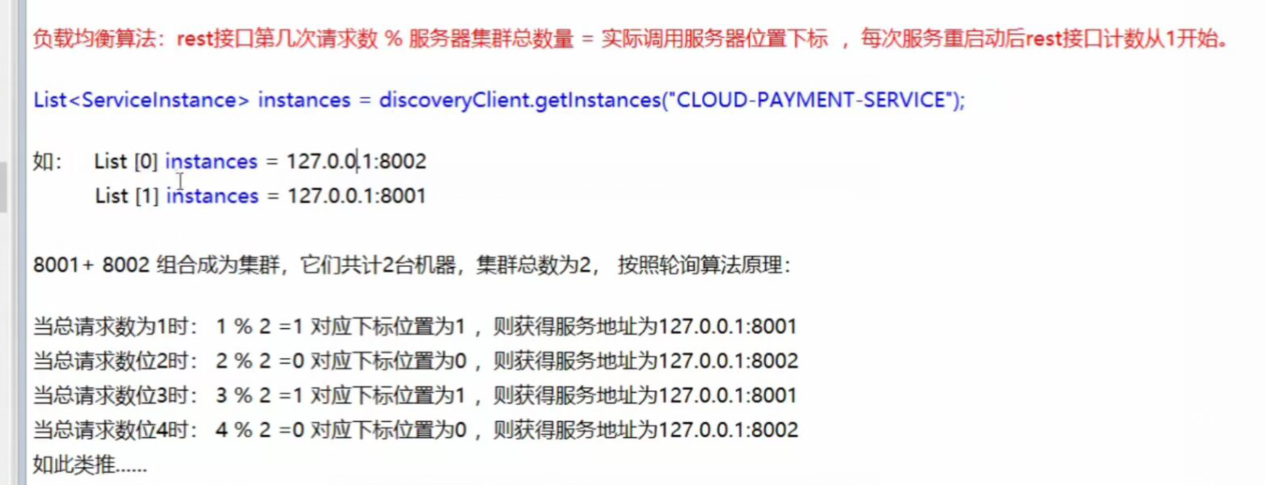 负载均衡算法：rest接口第几次请求数 % 服务器集群总数量 = 实际调用服务器位置下标 ，每次服务重启动后rest接口计数从1开始。
List<ServiceInstance> instances = discoveryClient.getInstances("CLOUD-PAYMENT-SERVICE");
如： List [0] instances = 127.0.0.1:8002
List [1] instances = 127.0.0.1:8001
8001+ 8002 组合成为集群，它们共计2台机器，集群总数为2， 按照轮询算法原理：
当总请求数为1时： 1 % 2 =1 对应下标位置为1 ，则获得服务地址为127.0.0.1:8001
当总请求数位2时： 2 % 2 =0 对应下标位置为0 ，则获得服务地址为127.0.0.1:8002
当总请求数位3时： 3 % 2 =1 对应下标位置为1 ，则获得服务地址为127.0.0.1:8001
当总请求数位4时： 4 % 2 =0 对应下标位置为0 ，则获得服务地址为127.0.0.1:8002
如此类推......